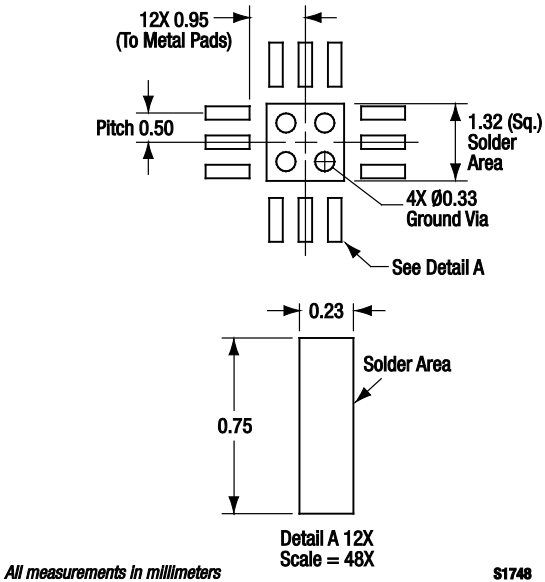 12X 0.95
(To Metal Pads)
Pitch 0.50
1.32 (Sq.)
Solder
Area
4X Ø0.33
Ground Via
See Detail A
0.23
Solder Area
0.75
Detail A 12X
Scale = 48X
All measurements in millimeters
S1748